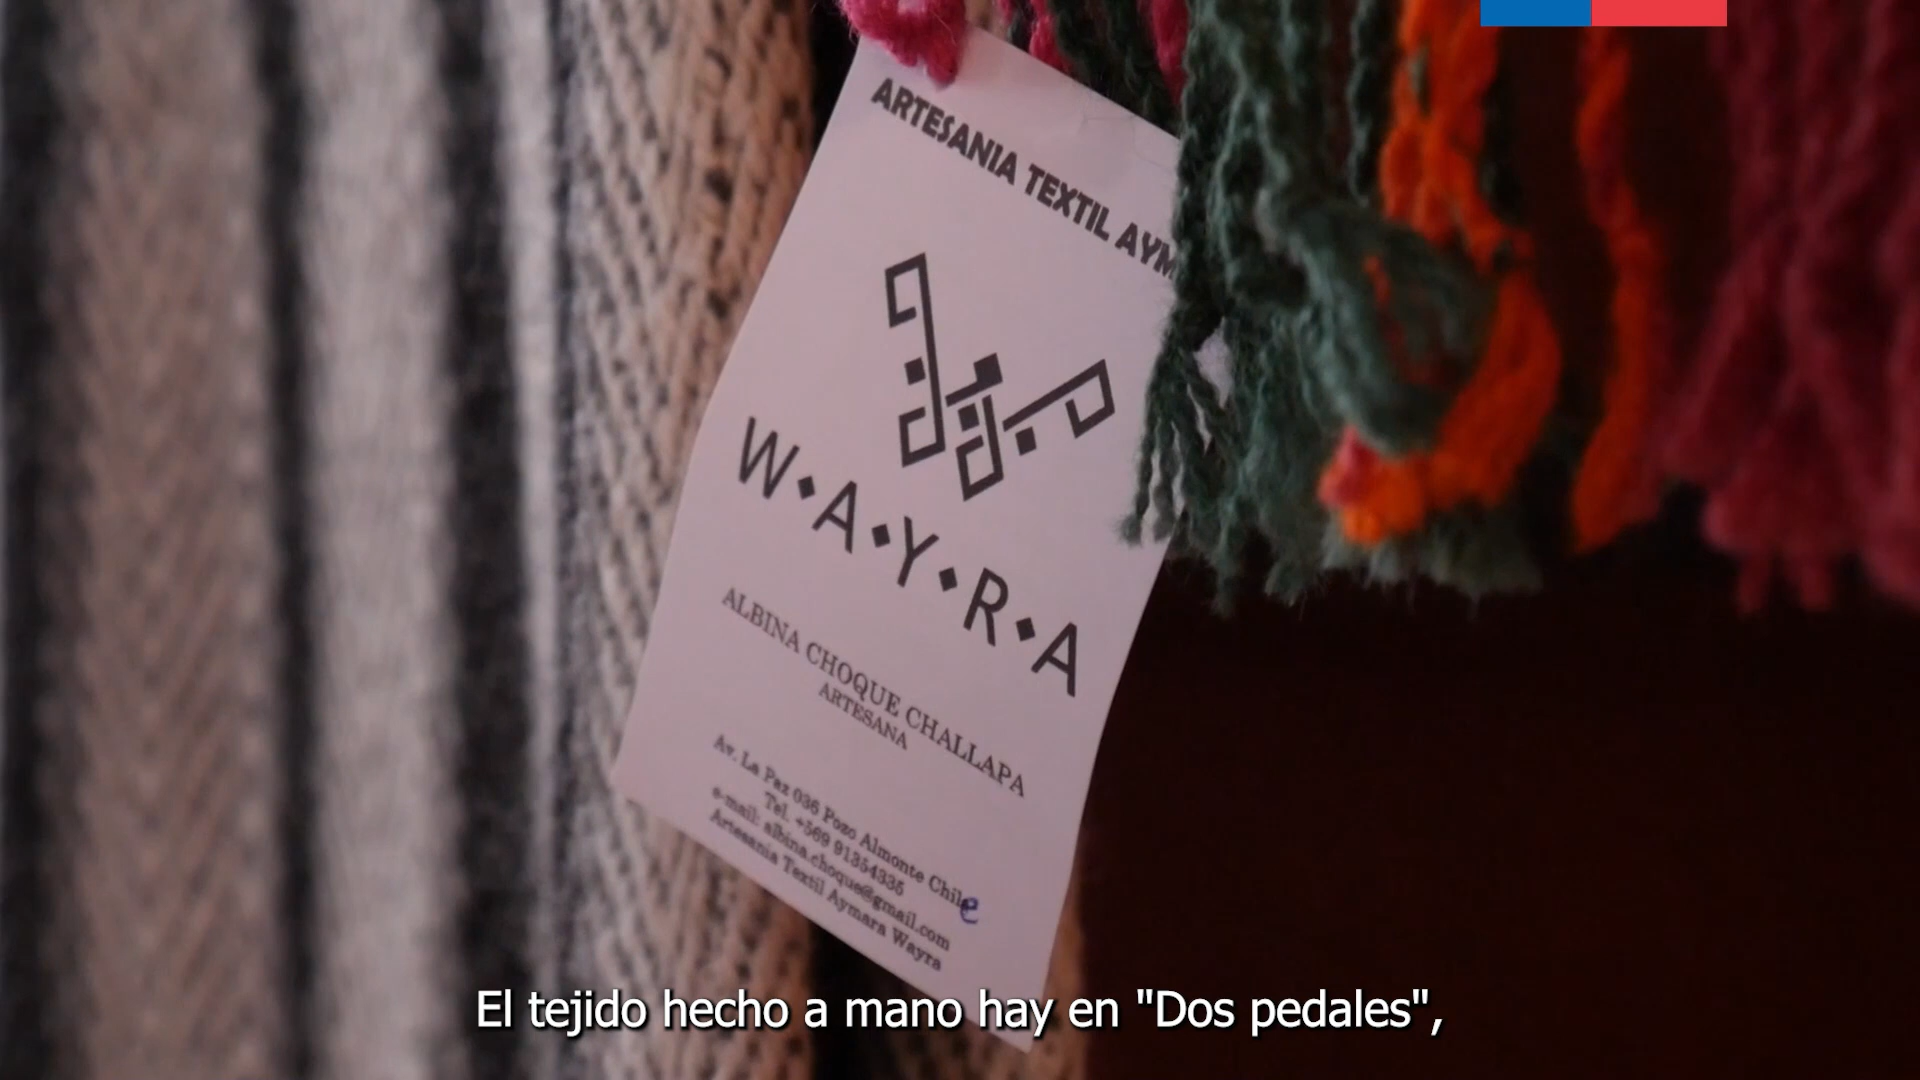 ARTESANIA TEXTIL AYM
W·A·Y·R·A
ALBINA CHOQUE CHALLAPA
ARTESANA
Av. La Paz 036 Pozo Almonte Chile
Tel. +569 91354335
e-mail: albina.choque@gmail.com
Artesania Textil Aymara Wayra
El tejido hecho a mano hay en "Dos pedales",